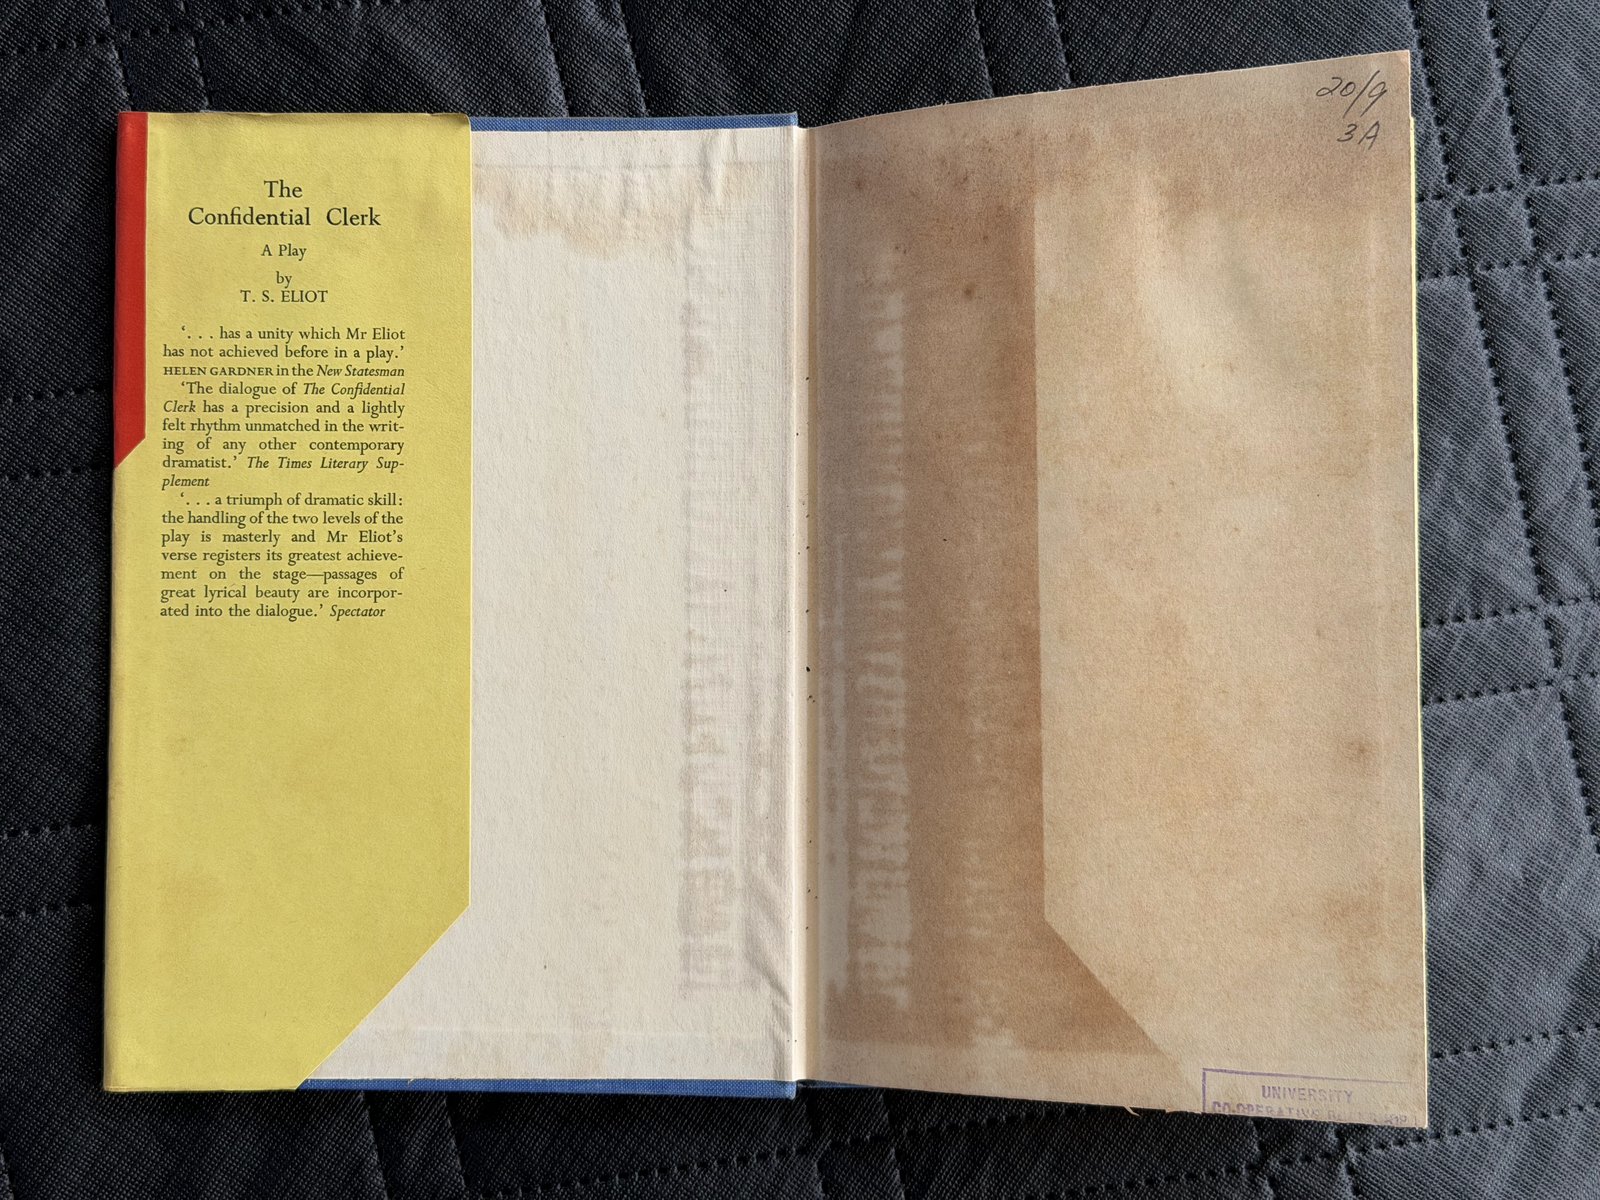 The
Confidential Clerk
A Play
by
T. S. ELIOT
‘. . . has a unity which Mr Eliot
has not achieved before in a play.’
HELEN GARDNER in the New Statesman
‘The dialogue of The Confidential
Clerk has a precision and a lightly
felt rhythm unmatched in the writ-
ing of any other contemporary
dramatist.’ The Times Literary Sup-
plement
‘. . . a triumph of dramatic skill:
the handling of the two levels of the
play is masterly and Mr Eliot’s
verse registers its greatest achieve-
ment on the stage—passages of
great lyrical beauty are incorpor-
ated into the dialogue.’ Spectator
20/9
3A
UNIVERSITY
CO-OPERATIVE